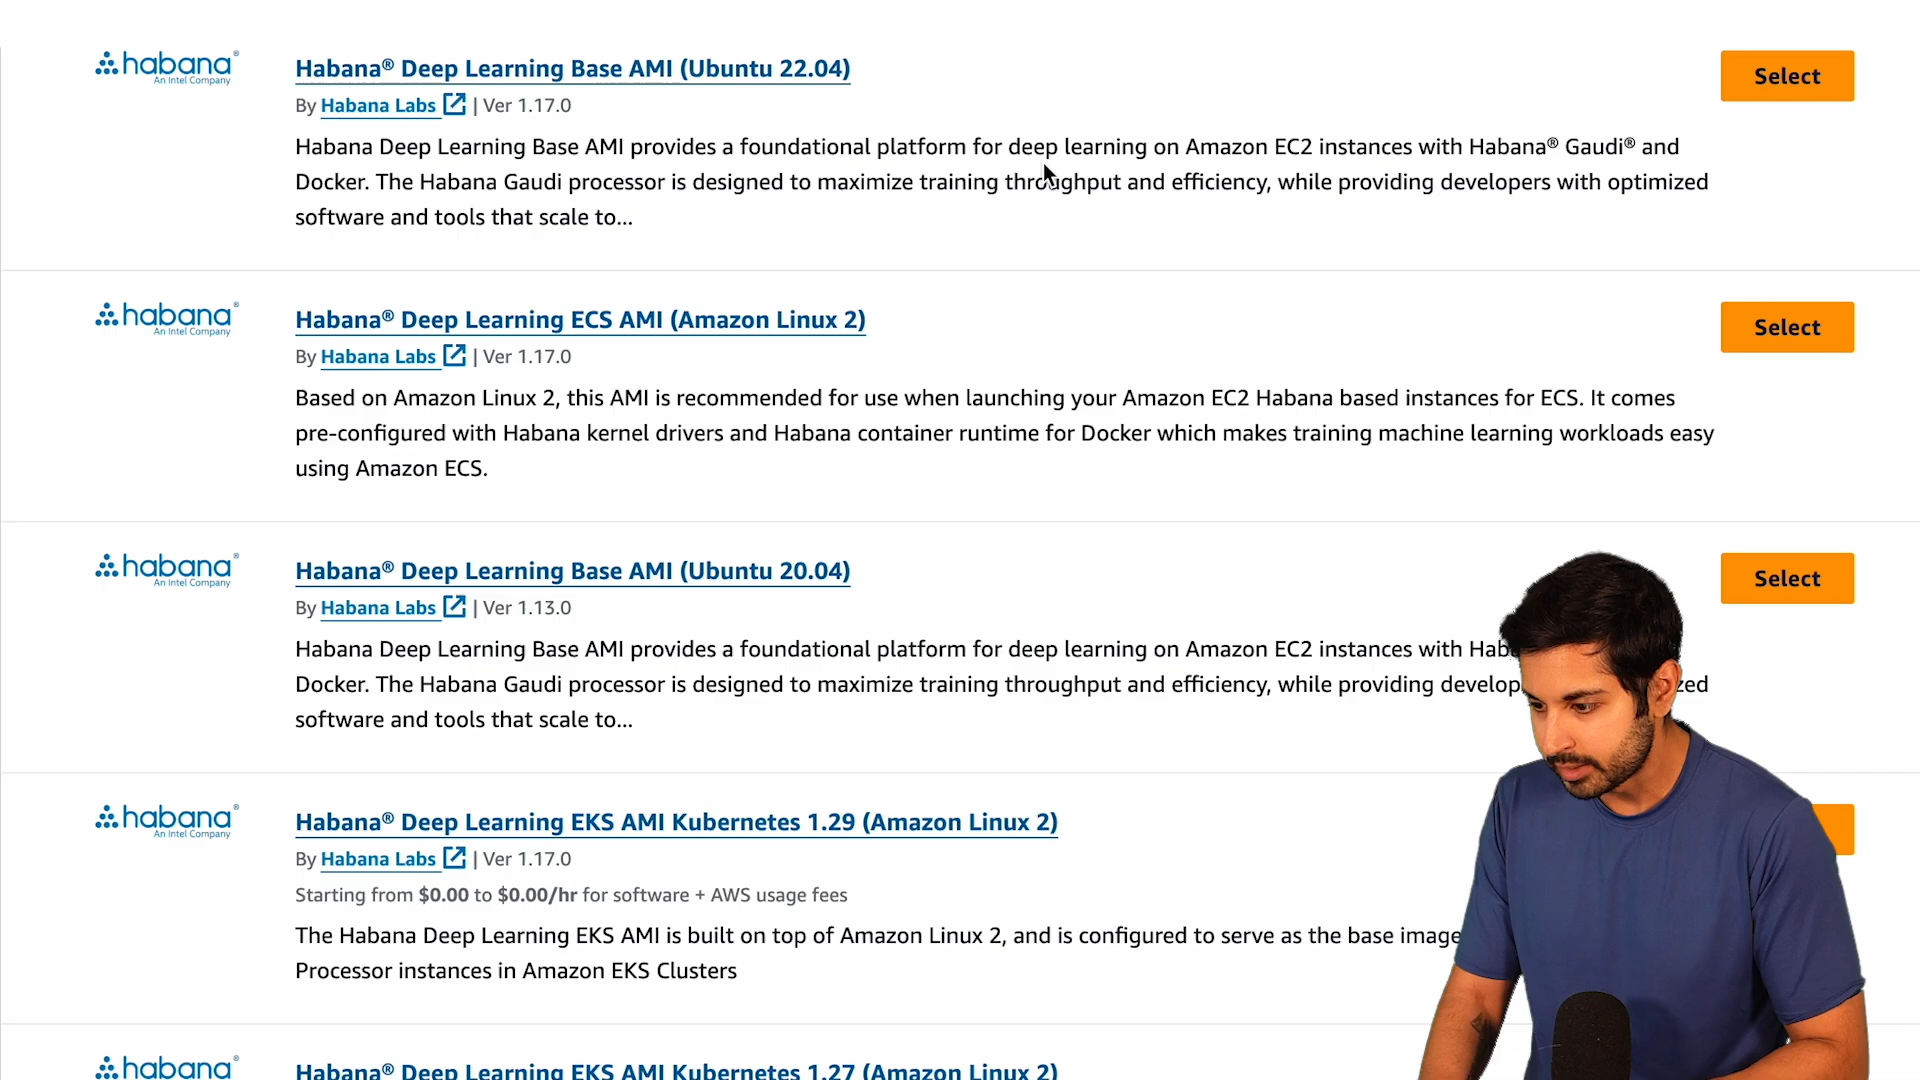 habana®
An Intel Company
Habana® Deep Learning Base AMI (Ubuntu 22.04)
Select
By Habana Labs | Ver 1.17.0
Habana Deep Learning Base AMI provides a foundational platform for deep learning on Amazon EC2 instances with Habana® Gaudi® and
Docker. The Habana Gaudi processor is designed to maximize training throughput and efficiency, while providing developers with optimized
software and tools that scale to...
habana®
An Intel Company
Habana® Deep Learning ECS AMI (Amazon Linux 2)
Select
By Habana Labs | Ver 1.17.0
Based on Amazon Linux 2, this AMI is recommended for use when launching your Amazon EC2 Habana based instances for ECS. It comes
pre-configured with Habana kernel drivers and Habana container runtime for Docker which makes training machine learning workloads easy
using Amazon ECS.
habana®
An Intel Company
Habana® Deep Learning Base AMI (Ubuntu 20.04)
Select
By Habana Labs | Ver 1.13.0
Habana Deep Learning Base AMI provides a foundational platform for deep learning on Amazon EC2 instances with
Docker. The Habana Gaudi processor is designed to maximize training throughput and efficiency, while providing
software and tools that scale to...
habana®
An Intel Company
Habana® Deep Learning EKS AMI Kubernetes 1.29 (Amazon Linux 2)
By Habana Labs | Ver 1.17.0
Starting from $0.00 to $0.00/hr for software + AWS usage fees
The Habana Deep Learning EKS AMI is built on top of Amazon Linux 2, and is configured to serve as the base image
Processor instances in Amazon EKS Clusters
habana®
Habana® Deep Learning EKS AMI Kubernetes 1.27 (Amazon Linux 2)